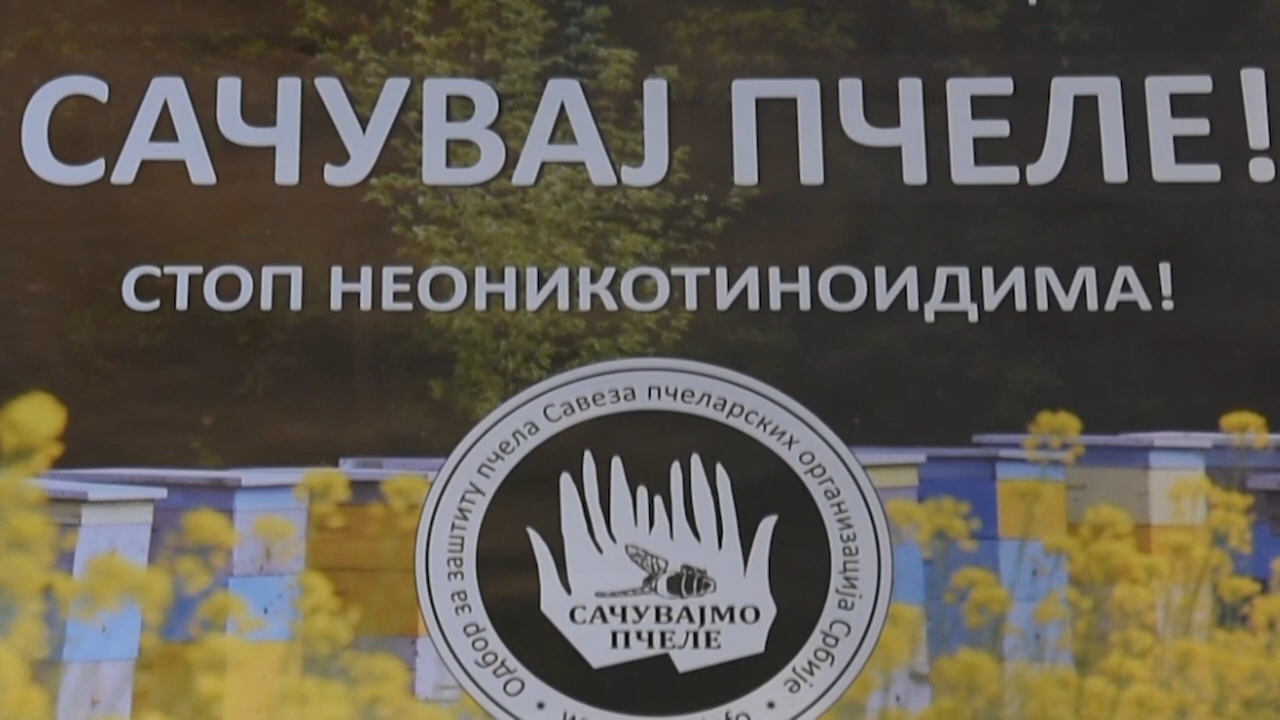 САЧУВАЈ ПЧЕЛЕ!
СТОП НЕОНИКОТИНОИДИМА!
Одбор за заштиту пчела Савеза пчеларских организација Србије
САЧУВАЈМО
ПЧЕЛЕ